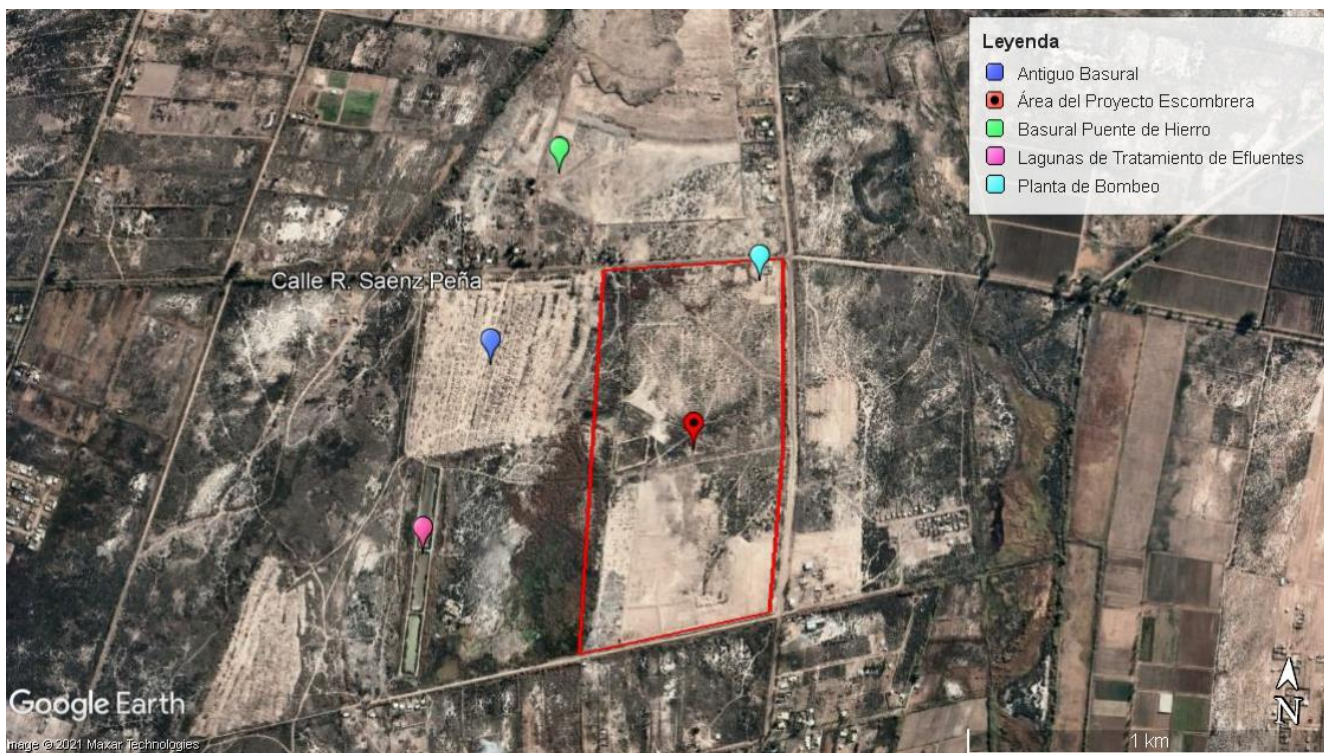 Leyenda
Antiguo Basural
Área del Proyecto Escombrera
Basural Puente de Hierro
Lagunas de Tratamiento de Efluentes
Planta de Bombeo
Calle R. Saenz Peña
Google Earth
Image © 2021 Maxar Technologies
N
1 km